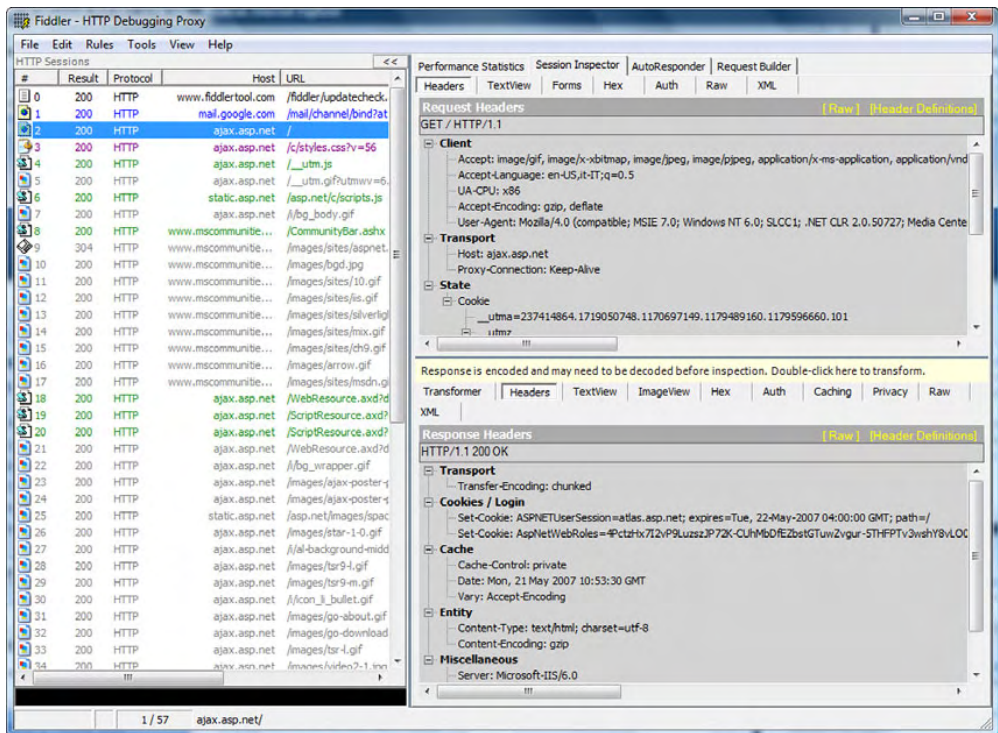 Fiddler - HTTP Debugging Proxy
File Edit Rules Tools View Help
HTTP Sessions <<
# Result Protocol Host URL
0 200 HTTP www.fiddlertool.com /fiddler/updatecheck.
1 200 HTTP mail.google.com /mail/channel/bind?at
2 200 HTTP ajax.asp.net /
3 200 HTTP ajax.asp.net /c/styles.css?v=56
4 200 HTTP ajax.asp.net /__utm.js
5 200 HTTP ajax.asp.net /__utm.gif?utmwv=6.
6 200 HTTP static.asp.net /asp.net/c/scripts.js
7 200 HTTP ajax.asp.net /i/bg_body.gif
8 200 HTTP www.mscommunitie... /CommunityBar.ashx
9 304 HTTP www.mscommunitie... /images/sites/aspnet.
10 200 HTTP www.mscommunitie... /images/bgd.jpg
11 200 HTTP www.mscommunitie... /images/sites/10.gif
12 200 HTTP www.mscommunitie... /images/sites/iis.gif
13 200 HTTP www.mscommunitie... /images/sites/silverligl
14 200 HTTP www.mscommunitie... /images/sites/mix.gif
15 200 HTTP www.mscommunitie... /images/sites/ch9.gif
16 200 HTTP www.mscommunitie... /images/arrow.gif
17 200 HTTP www.mscommunitie... /images/sites/msdn.gi
18 200 HTTP ajax.asp.net /WebResource.axd?d
19 200 HTTP ajax.asp.net /ScriptResource.axd?
20 200 HTTP ajax.asp.net /ScriptResource.axd?
21 200 HTTP ajax.asp.net /WebResource.axd?d
22 200 HTTP ajax.asp.net /i/bg_wrapper.gif
23 200 HTTP ajax.asp.net /images/ajax-poster-p
24 200 HTTP ajax.asp.net /images/ajax-poster-p
25 200 HTTP static.asp.net /asp.net/images/spac
26 200 HTTP ajax.asp.net /images/star-1-0.gif
27 200 HTTP ajax.asp.net /i/al-background-midd
28 200 HTTP ajax.asp.net /images/tsr9-l.gif
29 200 HTTP ajax.asp.net /images/tsr9-m.gif
30 200 HTTP ajax.asp.net /i/icon_li_bullet.gif
31 200 HTTP ajax.asp.net /images/go-about.gif
32 200 HTTP ajax.asp.net /images/go-download
33 200 HTTP ajax.asp.net /images/tsr-l.gif
34 200 HTTP ajax.asp.net /images/video2-1.jpg
1 / 57 ajax.asp.net/
Performance Statistics Session Inspector AutoResponder Request Builder
Headers TextView Forms Hex Auth Raw XML
Request Headers [ Raw ] [Header Definitions]
GET / HTTP/1.1
Client
Accept: image/gif, image/x-xbitmap, image/jpeg, image/pjpeg, application/x-ms-application, application/vnd
Accept-Language: en-US,it-IT;q=0.5
UA-CPU: x86
Accept-Encoding: gzip, deflate
User-Agent: Mozilla/4.0 (compatible; MSIE 7.0; Windows NT 6.0; SLCC1; .NET CLR 2.0.50727; Media Cente
Transport
Host: ajax.asp.net
Proxy-Connection: Keep-Alive
State
Cookie
__utma=237414864.1719050748.1170697149.1179489160.1179596660.101
__utmz
Response is encoded and may need to be decoded before inspection. Double-click here to transform.
Transformer Headers TextView ImageView Hex Auth Caching Privacy Raw
XML
Response Headers [ Raw ] [Header Definitions]
HTTP/1.1 200 OK
Transport
Transfer-Encoding: chunked
Cookies / Login
Set-Cookie: ASPNETUserSession=atlas.asp.net; expires=Tue, 22-May-2007 04:00:00 GMT; path=/
Set-Cookie: AspNetWebRoles=4PctzHx7I2vP9LuzszJP72K-CUhMbDfEZbstGTuwZvgur-5THFPTv3wshY8vLOC
Cache
Cache-Control: private
Date: Mon, 21 May 2007 10:53:30 GMT
Vary: Accept-Encoding
Entity
Content-Type: text/html; charset=utf-8
Content-Encoding: gzip
Miscellaneous
Server: Microsoft-IIS/6.0